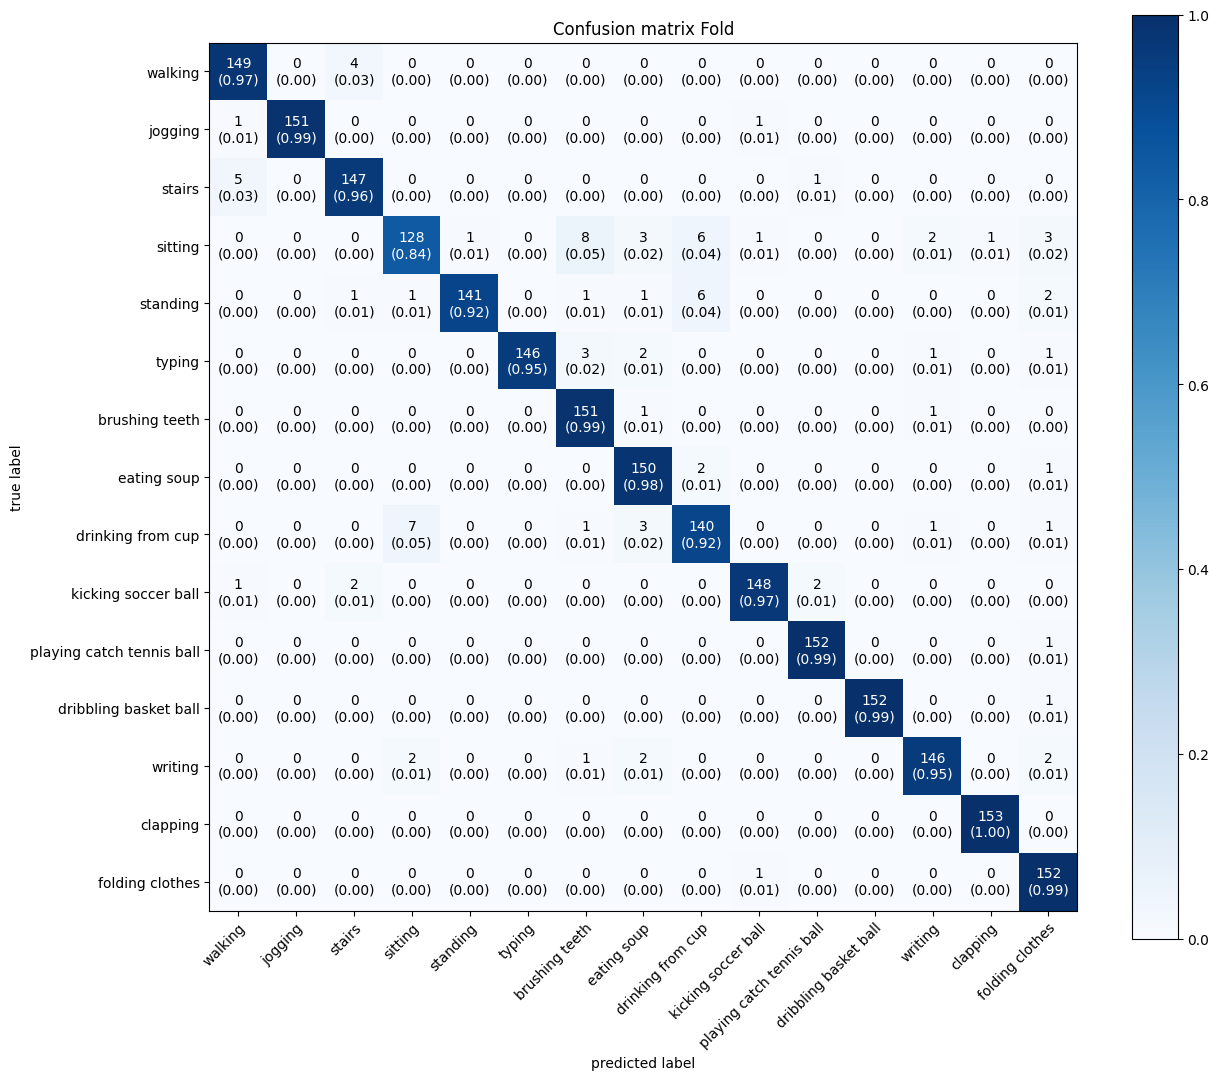 Confusion matrix Fold
true label
walking
149 0 4 0 0 0 0 0 0 0 0 0 0 0 0
(0.97) (0.00) (0.03) (0.00) (0.00) (0.00) (0.00) (0.00) (0.00) (0.00) (0.00) (0.00) (0.00) (0.00) (0.00)
jogging
1 151 0 0 0 0 0 0 0 1 0 0 0 0 0
(0.01) (0.99) (0.00) (0.00) (0.00) (0.00) (0.00) (0.00) (0.00) (0.01) (0.00) (0.00) (0.00) (0.00) (0.00)
stairs
5 0 147 0 0 0 0 0 0 0 1 0 0 0 0
(0.03) (0.00) (0.96) (0.00) (0.00) (0.00) (0.00) (0.00) (0.00) (0.00) (0.01) (0.00) (0.00) (0.00) (0.00)
sitting
0 0 0 128 1 0 8 3 6 1 0 0 2 1 3
(0.00) (0.00) (0.00) (0.84) (0.01) (0.00) (0.05) (0.02) (0.04) (0.01) (0.00) (0.00) (0.01) (0.01) (0.02)
standing
0 0 1 1 141 0 1 1 6 0 0 0 0 0 2
(0.00) (0.00) (0.01) (0.01) (0.92) (0.00) (0.01) (0.01) (0.04) (0.00) (0.00) (0.00) (0.00) (0.00) (0.01)
typing
0 0 0 0 0 146 3 2 0 0 0 0 1 0 1
(0.00) (0.00) (0.00) (0.00) (0.00) (0.95) (0.02) (0.01) (0.00) (0.00) (0.00) (0.00) (0.01) (0.00) (0.01)
brushing teeth
0 0 0 0 0 0 151 1 0 0 0 0 1 0 0
(0.00) (0.00) (0.00) (0.00) (0.00) (0.00) (0.99) (0.01) (0.00) (0.00) (0.00) (0.00) (0.01) (0.00) (0.00)
eating soup
0 0 0 0 0 0 0 150 2 0 0 0 0 0 1
(0.00) (0.00) (0.00) (0.00) (0.00) (0.00) (0.00) (0.98) (0.01) (0.00) (0.00) (0.00) (0.00) (0.00) (0.01)
drinking from cup
0 0 0 7 0 0 1 3 140 0 0 0 1 0 1
(0.00) (0.00) (0.00) (0.05) (0.00) (0.00) (0.01) (0.02) (0.92) (0.00) (0.00) (0.00) (0.01) (0.00) (0.01)
kicking soccer ball
1 0 2 0 0 0 0 0 0 148 2 0 0 0 0
(0.01) (0.00) (0.01) (0.00) (0.00) (0.00) (0.00) (0.00) (0.00) (0.97) (0.01) (0.00) (0.00) (0.00) (0.00)
playing catch tennis ball
0 0 0 0 0 0 0 0 0 0 152 0 0 0 1
(0.00) (0.00) (0.00) (0.00) (0.00) (0.00) (0.00) (0.00) (0.00) (0.00) (0.99) (0.00) (0.00) (0.00) (0.01)
dribbling basket ball
0 0 0 0 0 0 0 0 0 0 0 152 0 0 1
(0.00) (0.00) (0.00) (0.00) (0.00) (0.00) (0.00) (0.00) (0.00) (0.00) (0.00) (0.99) (0.00) (0.00) (0.01)
writing
0 0 0 2 0 0 1 2 0 0 0 0 146 0 2
(0.00) (0.00) (0.00) (0.01) (0.00) (0.00) (0.01) (0.01) (0.00) (0.00) (0.00) (0.00) (0.95) (0.00) (0.01)
clapping
0 0 0 0 0 0 0 0 0 0 0 0 0 153 0
(0.00) (0.00) (0.00) (0.00) (0.00) (0.00) (0.00) (0.00) (0.00) (0.00) (0.00) (0.00) (0.00) (1.00) (0.00)
folding clothes
0 0 0 0 0 0 0 0 0 1 0 0 0 0 152
(0.00) (0.00) (0.00) (0.00) (0.00) (0.00) (0.00) (0.00) (0.00) (0.01) (0.00) (0.00) (0.00) (0.00) (0.99)
walking
jogging
stairs
sitting
standing
typing
brushing teeth
eating soup
drinking from cup
kicking soccer ball
playing catch tennis ball
dribbling basket ball
writing
clapping
folding clothes
predicted label
1.0
0.8
0.6
0.4
0.2
0.0